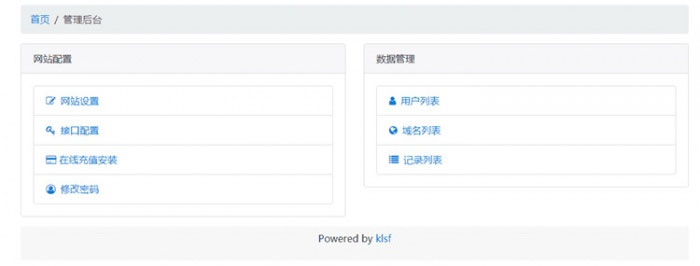 首页 / 管理后台
网站配置
网站设置
接口配置
在线充值安装
修改密码
数据管理
用户列表
域名列表
记录列表
Powered by klsf